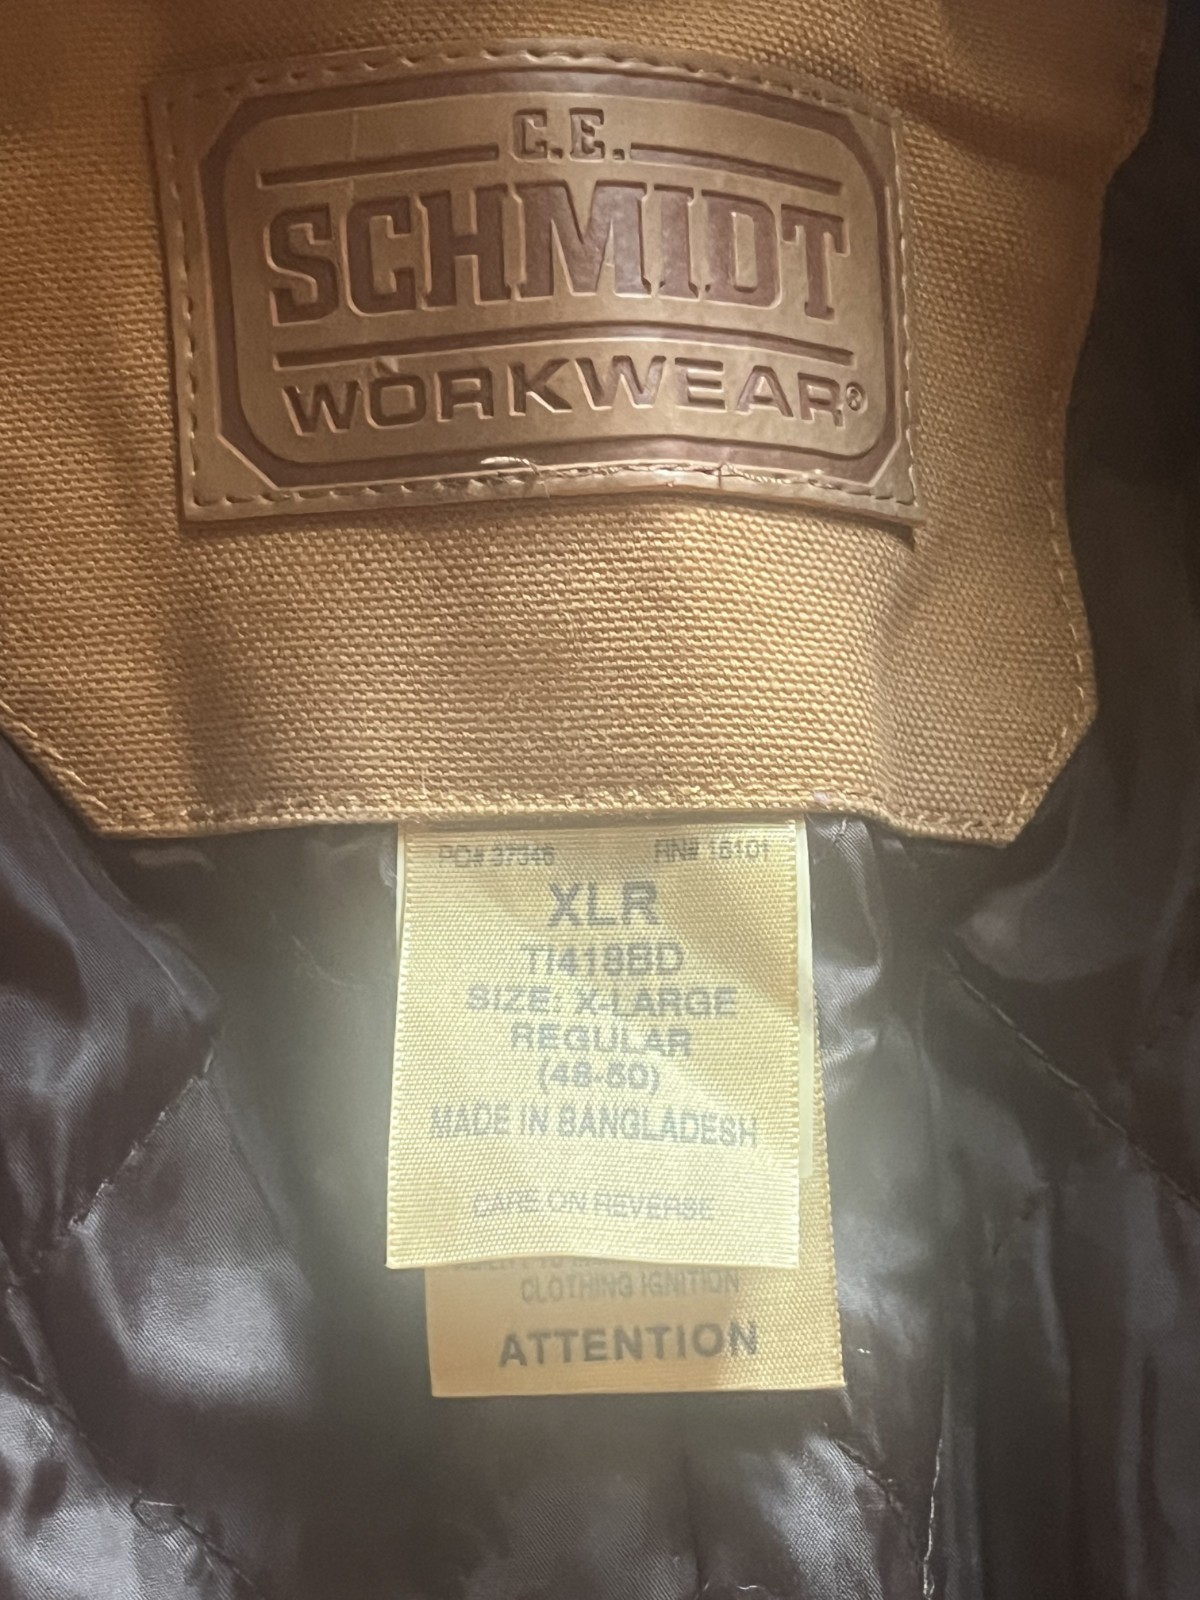 C.E.
SCHMIDT
WORKWEAR®
PO# 37346 RN# 16101
XLR
TI418BD
SIZE: X-LARGE
REGULAR
(48-50)
MADE IN BANGLADESH
CARE ON REVERSE
CLOTHING IGNITION
ATTENTION